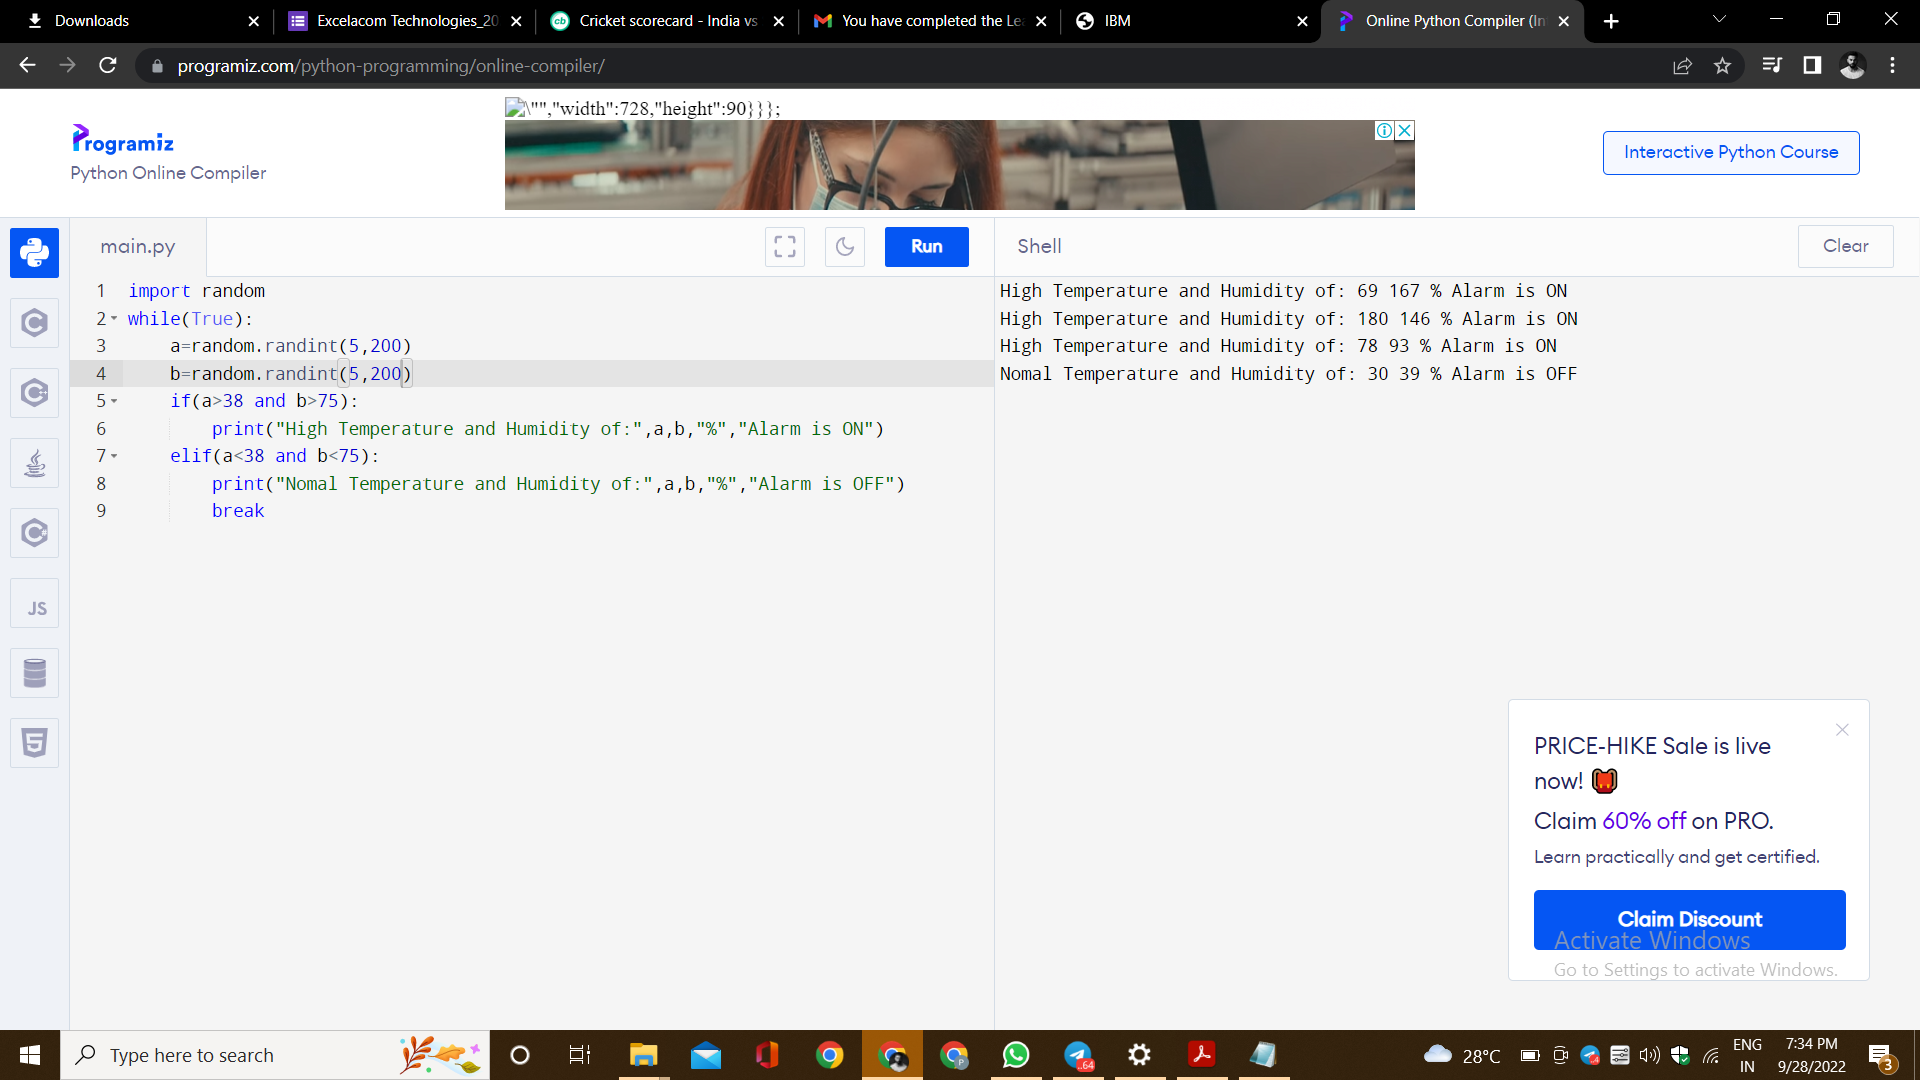 Downloads
Excelacom Technologies_20
Cricket scorecard - India vs
You have completed the Le
IBM
Online Python Compiler (In
programiz.com/python-programming/online-compiler/
\"","width":728,"height":90}}};
Programiz
Python Online Compiler
Interactive Python Course
main.py
Run
Shell
Clear
1 import random
2 while(True):
3 a=random.randint(5,200)
4 b=random.randint(5,200)
5 if(a>38 and b>75):
6 print("High Temperature and Humidity of:",a,b,"%","Alarm is ON")
7 elif(a<38 and b<75):
8 print("Nomal Temperature and Humidity of:",a,b,"%","Alarm is OFF")
9 break
High Temperature and Humidity of: 69 167 % Alarm is ON
High Temperature and Humidity of: 180 146 % Alarm is ON
High Temperature and Humidity of: 78 93 % Alarm is ON
Nomal Temperature and Humidity of: 30 39 % Alarm is OFF
JS
PRICE-HIKE Sale is live
now!
Claim 60% off on PRO.
Learn practically and get certified.
Claim Discount
Activate Windows
Go to Settings to activate Windows.
Type here to search
28°C
ENG
IN
7:34 PM
9/28/2022
3